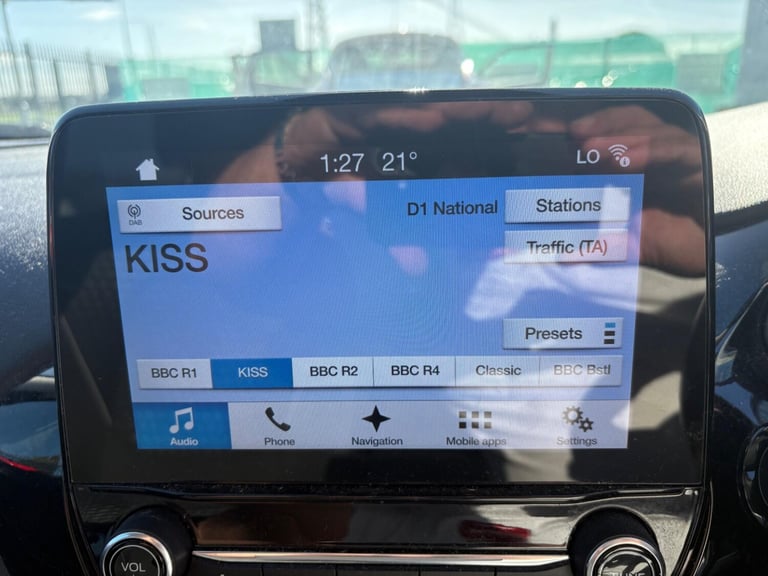 1:27 21° LO
DAB
Sources
D1 National
Stations
KISS
Traffic (TA)
Presets
BBC R1 KISS BBC R2 BBC R4 Classic BBC Bstl
Audio Phone Navigation Mobile apps Settings
VOL TUNE